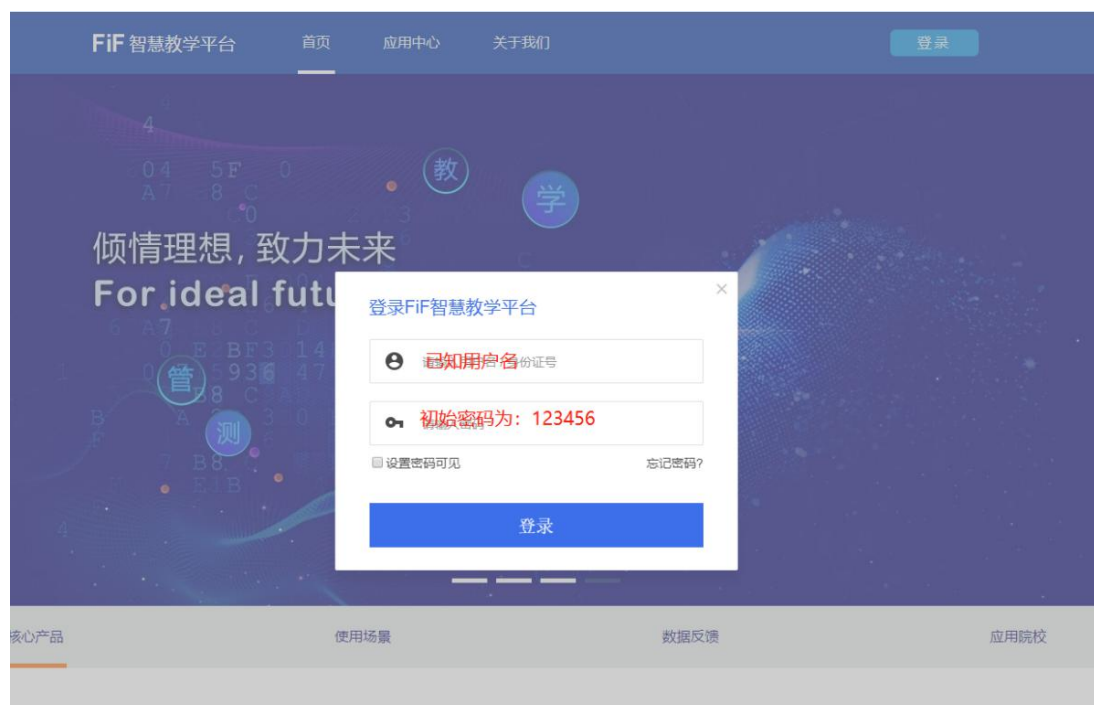 FiF 智慧教学平台 首页 应用中心 关于我们 登录
教
学
倾情理想,致力未来
For ideal futu
登录FiF智慧教学平台
已知用户名
份证号
初始密码为：123456
设置密码可见 忘记密码?
登录
管
测
核心产品 使用场景 数据反馈 应用院校